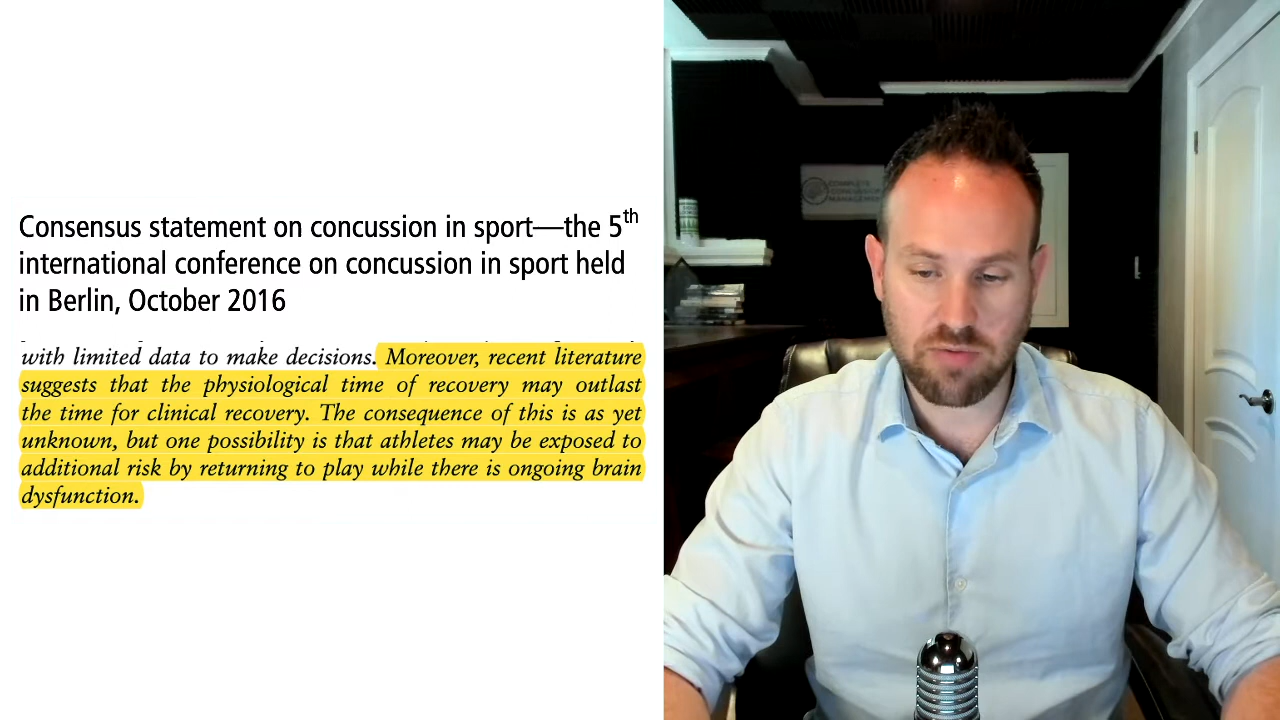 Consensus statement on concussion in sport—the 5th
international conference on concussion in sport held
in Berlin, October 2016
with limited data to make decisions. Moreover, recent literature
suggests that the physiological time of recovery may outlast
the time for clinical recovery. The consequence of this is as yet
unknown, but one possibility is that athletes may be exposed to
additional risk by returning to play while there is ongoing brain
dysfunction.
COMPLETE
CONCUSSION
MANAGEMENT